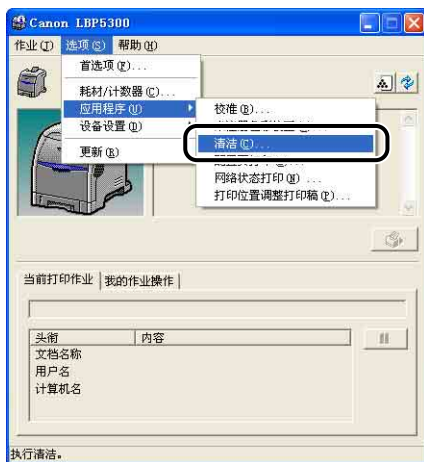 Canon LBP5300
作业(J) 选项(S) 帮助(H)
首选项(P)...
耗材/计数器(C)...
应用程序(U)
设备设置(D)
更新(R)
校准(B)...
清洁(C)...
网络状态打印(N) ...
打印位置调整打印稿(P)...
当前打印作业 我的作业操作
头衔 内容
文档名称
用户名
计算机名
执行清洁。